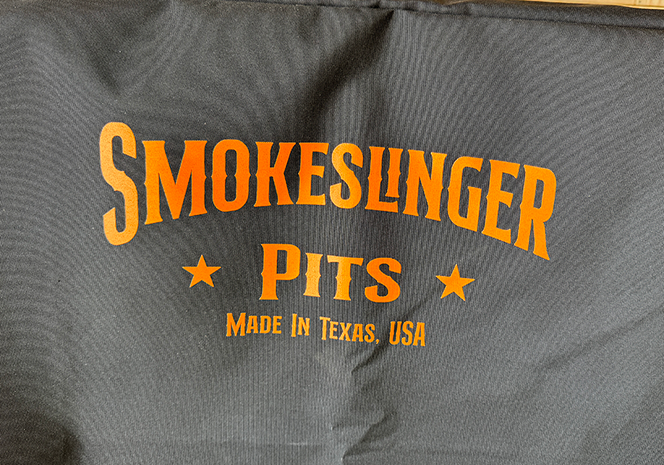 SMOKESLINGER
PITS
MADE IN TEXAS, USA